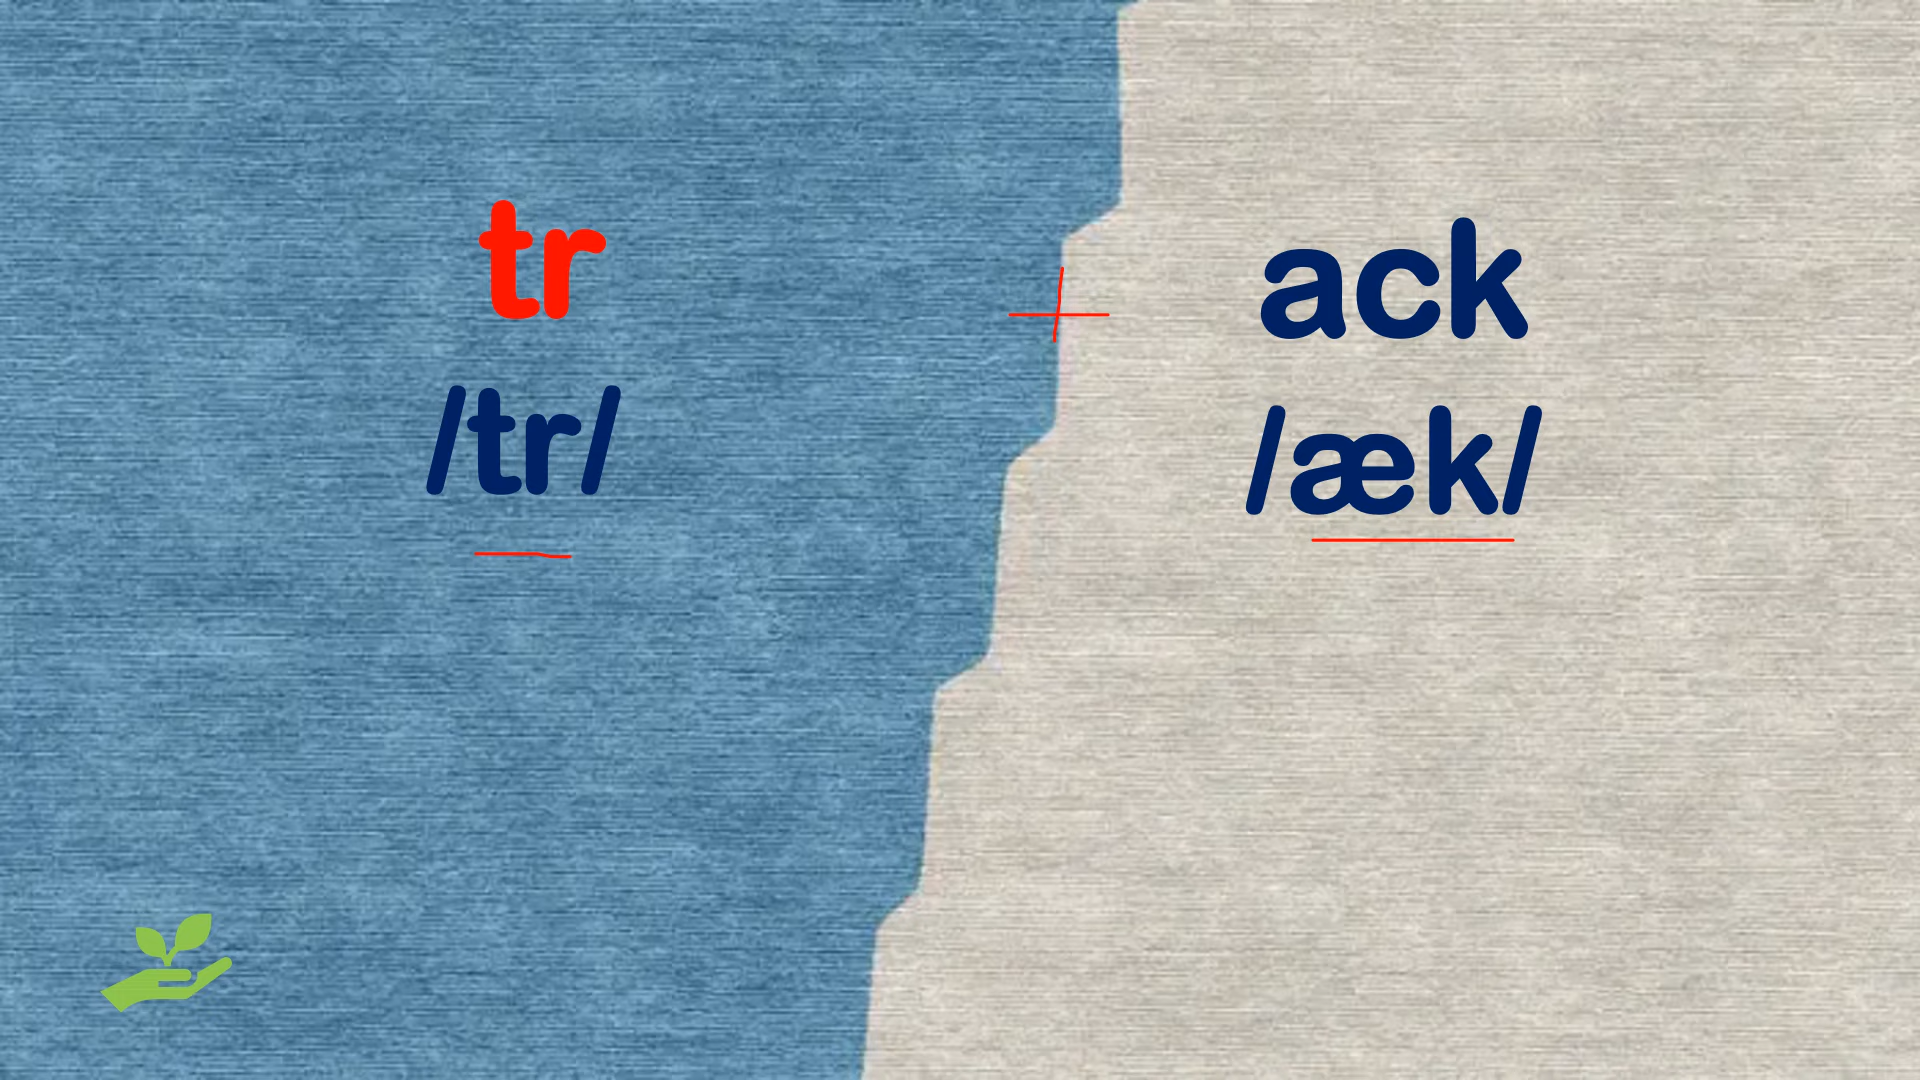 tr
/tr/
+
ack
/æk/